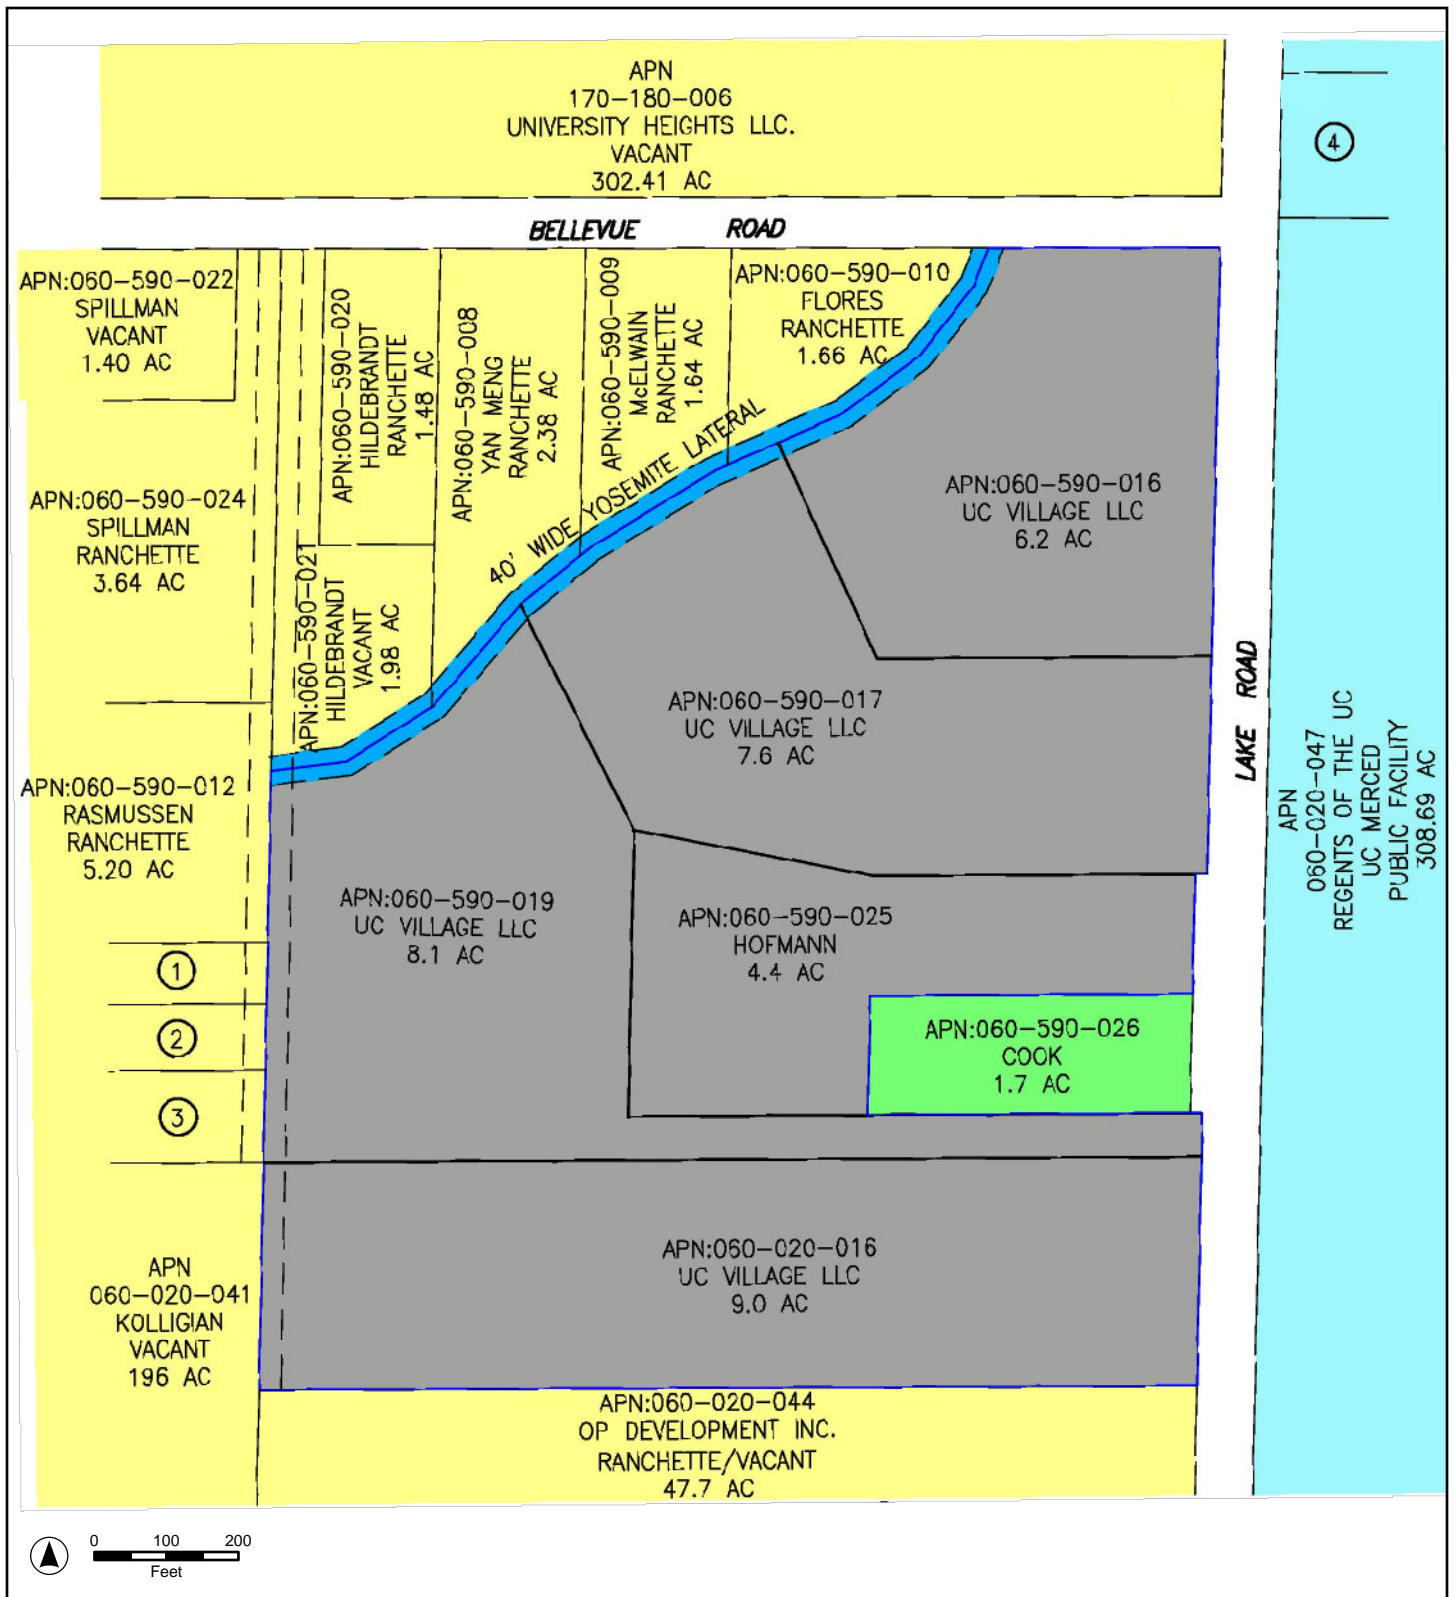 APN
170-180-006
UNIVERSITY HEIGHTS LLC.
VACANT
302.41 AC
4
BELLEVUE ROAD
APN:060-590-022
SPILLMAN
VACANT
1.40 AC
APN:060-590-020
HILDEBRANDT
RANCHETTE
1.48 AC
APN:060-590-008
YAN MENG
RANCHETTE
2.38 AC
APN:060-590-009
McELWAIN
RANCHETTE
1.64 AC
APN:060-590-010
FLORES
RANCHETTE
1.66 AC
40' WIDE YOSEMITE LATERAL
APN:060-590-024
SPILLMAN
RANCHETTE
3.64 AC
APN:060-590-021
HILDEBRANDT
VACANT
1.98 AC
APN:060-590-016
UC VILLAGE LLC
6.2 AC
APN:060-590-017
UC VILLAGE LLC
7.6 AC
LAKE ROAD
APN
060-020-047
REGENTS OF THE UC
UC MERCED
PUBLIC FACILITY
308.69 AC
APN:060-590-012
RASMUSSEN
RANCHETTE
5.20 AC
APN:060-590-019
UC VILLAGE LLC
8.1 AC
APN:060-590-025
HOFMANN
4.4 AC
1
2
3
APN:060-590-026
COOK
1.7 AC
APN:060-020-016
UC VILLAGE LLC
9.0 AC
APN
060-020-041
KOLLIGIAN
VACANT
196 AC
APN:060-020-044
OP DEVELOPMENT INC.
RANCHETTE/VACANT
47.7 AC
0 100 200
Feet